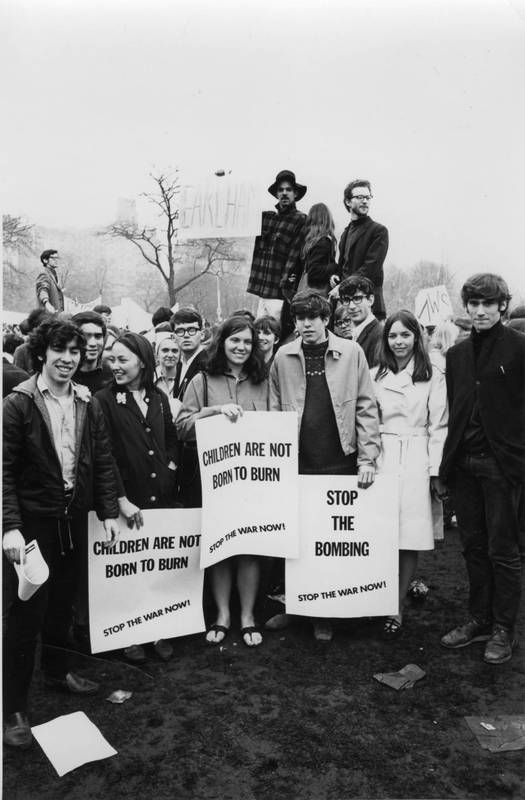 EARLHAM
CHILDREN ARE NOT
BORN TO BURN
STOP THE WAR NOW!
CHILDREN ARE NOT
BORN TO BURN
STOP THE WAR NOW!
STOP
THE
BOMBING
STOP THE WAR NOW!